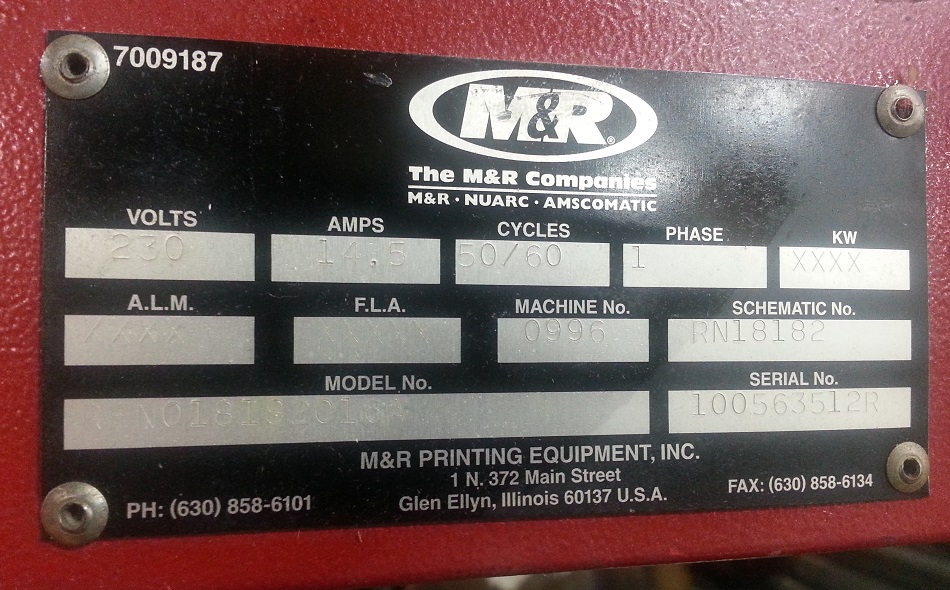 7009187
M&R®
The M&R Companies
M&R · NUARC · AMSCOMATIC
VOLTS AMPS CYCLES PHASE KW
230 14.5 50/60 1 XXXX
A.L.M. F.L.A. MACHINE No. SCHEMATIC No.
XXX 0996 RN18182
MODEL No. SERIAL No.
100563512R
M&R PRINTING EQUIPMENT, INC.
1 N. 372 Main Street
Glen Ellyn, Illinois 60137 U.S.A.
PH: (630) 858-6101 FAX: (630) 858-6134